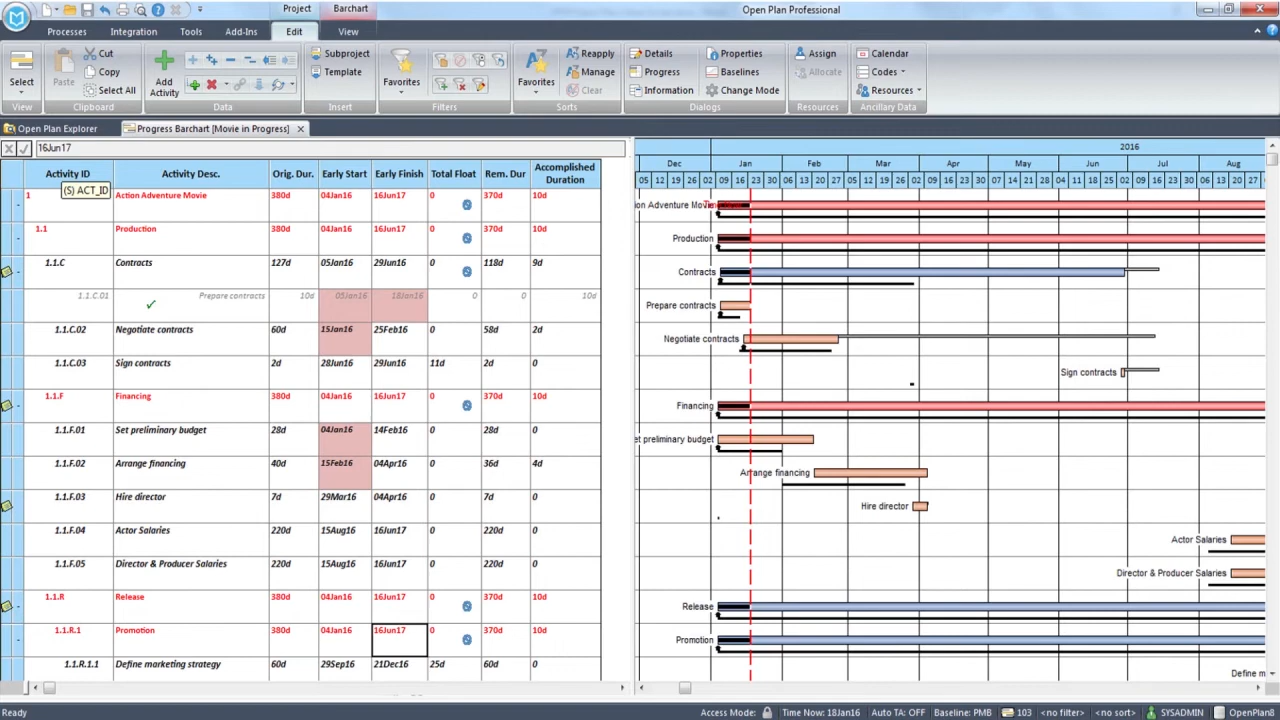 Project Barchart Open Plan Professional
Processes Integration Tools Add-Ins Edit View
Select
View
Paste
Cut
Copy
Select All
Clipboard
Add Activity
Data
Subproject
Template
Insert
Favorites
Filters
Favorites
Reapply
Manage
Clear
Sorts
Details
Progress
Information
Properties
Baselines
Change Mode
Dialogs
Assign
Allocate
Resources
Calendar
Codes
Resources
Ancillary Data
Open Plan Explorer Progress Barchart [Movie in Progress]
16Jun17
Activity ID Activity Desc. Orig. Dur. Early Start Early Finish Total Float Rem. Dur. Accomplished Duration
(S) ACT_ID
1 Action Adventure Movie 380d 04Jan16 16Jun17 0 370d 10d
1.1 Production 380d 04Jan16 16Jun17 0 370d 10d
1.1.C Contracts 127d 05Jan16 29Jun16 0 118d 9d
1.1.C.01 Prepare contracts 10d 05Jan16 18Jan16 0 0 10d
1.1.C.02 Negotiate contracts 60d 15Jan16 25Feb16 0 58d 2d
1.1.C.03 Sign contracts 2d 28Jun16 29Jun16 11d 2d 0
1.1.F Financing 380d 04Jan16 16Jun17 0 370d 10d
1.1.F.01 Set preliminary budget 28d 04Jan16 14Feb16 0 28d 0
1.1.F.02 Arrange financing 40d 15Feb16 04Apr16 0 36d 4d
1.1.F.03 Hire director 7d 29Mar16 04Apr16 0 7d 0
1.1.F.04 Actor Salaries 220d 15Aug16 16Jun17 0 220d 0
1.1.F.05 Director & Producer Salaries 220d 15Aug16 16Jun17 0 220d 0
1.1.R Release 380d 04Jan16 16Jun17 0 370d 10d
1.1.R.1 Promotion 380d 04Jan16 16Jun17 0 370d 10d
1.1.R.1.1 Define marketing strategy 60d 29Sep16 21Dec16 25d 60d 0
2016
Dec Jan Feb Mar Apr May Jun Jul Aug
05 12 19 26 02 09 16 23 30 06 13 20 27 05 12 19 26 02 09 16 23 30 07 14 21 28 04 11 18 25 02 09 16 23 30 06 13 20 27
ion Adventure Movie
Production
Contracts
Prepare contracts
Negotiate contracts
Sign contracts
Financing
et preliminary budget
Arrange financing
Hire director
Actor Salaries
Director & Producer Salaries
Release
Promotion
Define m
Ready Access Mode: Time Now: 18Jan16 Auto TA: OFF Baseline: PMB 103 <no filter> <no sort> SYSADMIN OpenPlan8